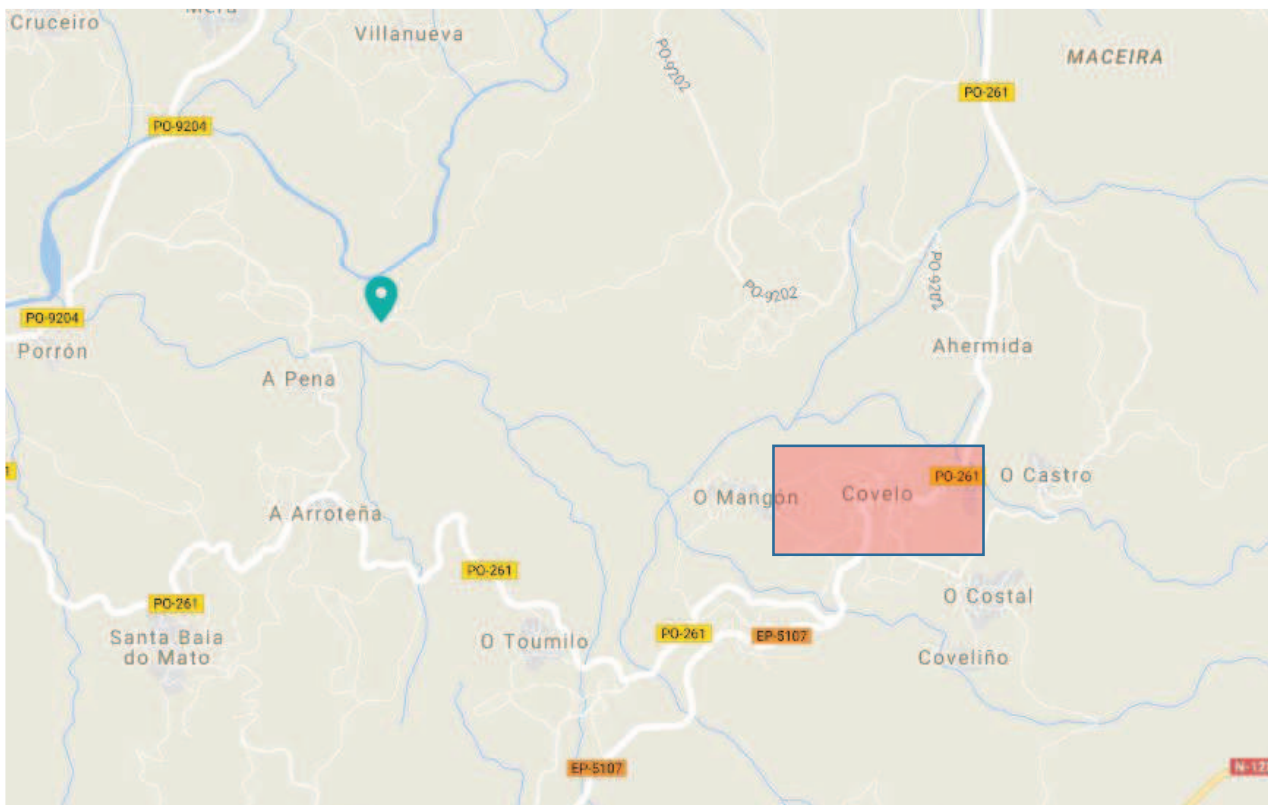 Cruceiro
Villanueva
PO-9202
MACEIRA
PO-261
PO-9204
PO-9202
PO-9202
PO-9204
Porrón
Ahermida
A Pena
PO-261
O Castro
O Mangón
Covelo
A Arroteña
PO-261
O Costal
PO-261
Santa Baia
do Mato
O Toumilo
PO-261
EP-5107
Coveliño
EP-5107